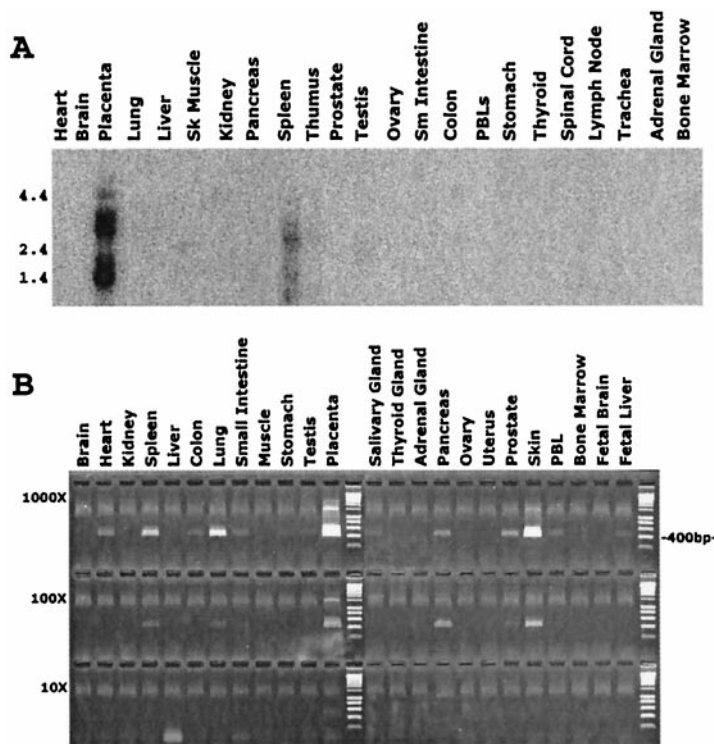 A
Heart
Brain
Placenta
Lung
Liver
Sk Muscle
Kidney
Pancreas
Spleen
Thumus
Prostate
Testis
Ovary
Sm Intestine
Colon
PBLs
Stomach
Thyroid
Spinal Cord
Lymph Node
Trachea
Adrenal Gland
Bone Marrow
4.4
2.4
1.4
B
Brain
Heart
Kidney
Spleen
Liver
Colon
Lung
Small Intestine
Muscle
Stomach
Testis
Placenta
Salivary Gland
Thyroid Gland
Adrenal Gland
Pancreas
Ovary
Uterus
Prostate
Skin
PBL
Bone Marrow
Fetal Brain
Fetal Liver
1000X
-400bp-
100X
10X